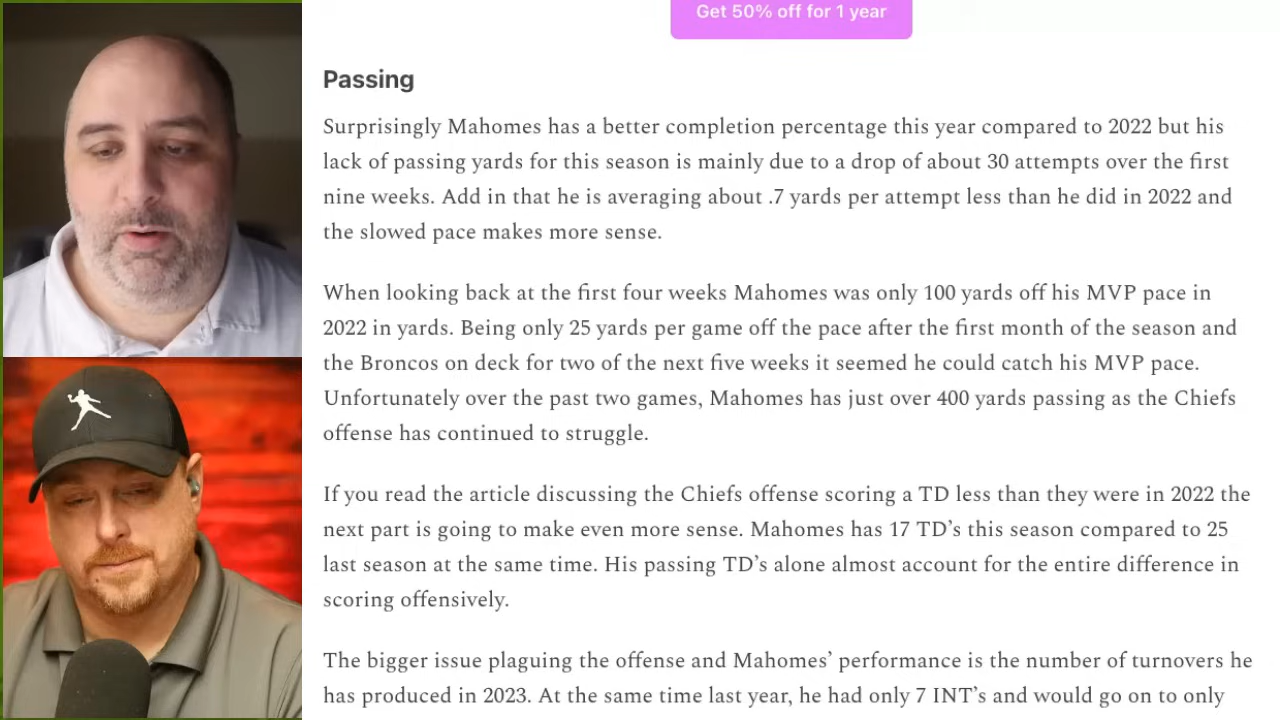 Get 50% off for 1 year
Passing
Surprisingly Mahomes has a better completion percentage this year compared to 2022 but his
lack of passing yards for this season is mainly due to a drop of about 30 attempts over the first
nine weeks. Add in that he is averaging about .7 yards per attempt less than he did in 2022 and
the slowed pace makes more sense.
When looking back at the first four weeks Mahomes was only 100 yards off his MVP pace in
2022 in yards. Being only 25 yards per game off the pace after the first month of the season and
the Broncos on deck for two of the next five weeks it seemed he could catch his MVP pace.
Unfortunately over the past two games, Mahomes has just over 400 yards passing as the Chiefs
offense has continued to struggle.
If you read the article discussing the Chiefs offense scoring a TD less than they were in 2022 the
next part is going to make even more sense. Mahomes has 17 TD’s this season compared to 25
last season at the same time. His passing TD’s alone almost account for the entire difference in
scoring offensively.
The bigger issue plaguing the offense and Mahomes’ performance is the number of turnovers he
has produced in 2023. At the same time last year, he had only 7 INT’s and would go on to only